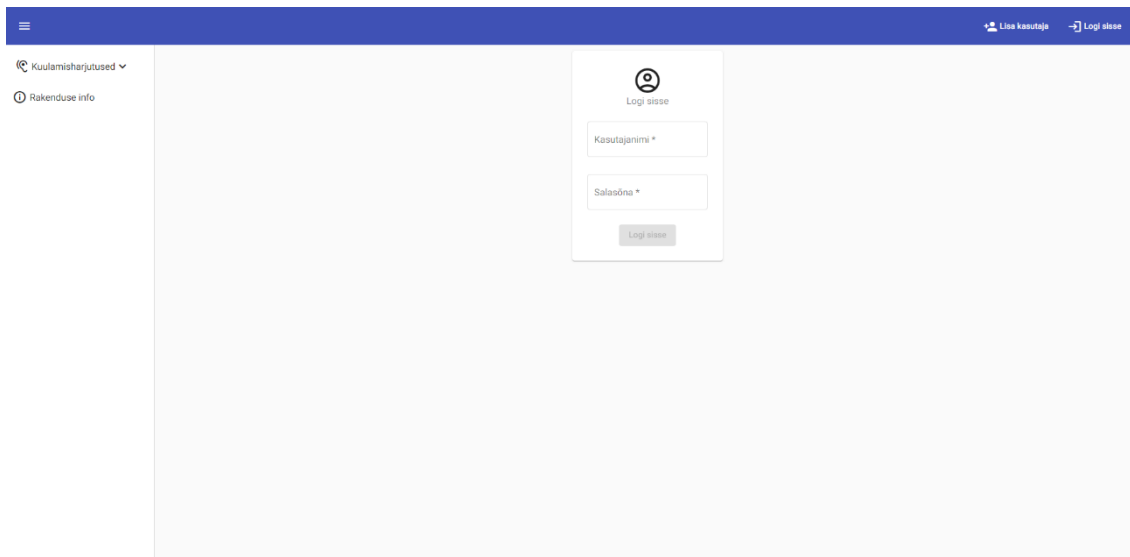 Lisa kasutaja
Logi sisse
Kuulamisharjutused
Rakenduse info
Logi sisse
Kasutajanimi *
Salasõna *
Logi sisse